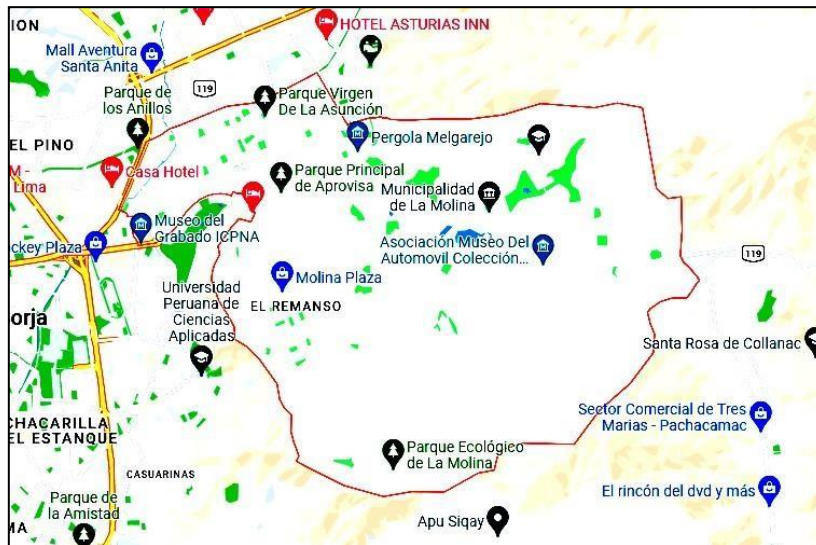 ION
HOTEL ASTURIAS INN
Mall Aventura
Santa Anita
119
Parque de
los Anillos
Parque Virgen
De La Asunción
EL PINO
Pergola Melgarejo
M -
Lima
Casa Hotel
Parque Principal
de Aprovisa
Municipalidad
de La Molina
Museo del
Grabado ICPNA
ockey Plaza
Asociación Museo Del
Automovil Colección...
119
Universidad
Peruana de
Ciencias
Aplicadas
Molina Plaza
EL REMANSO
orja
Santa Rosa de Collanac
CHACARILLA
EL ESTANQUE
Sector Comercial de Tres
Marias - Pachacamac
Parque Ecológico
de La Molina
CASUARINAS
El rincón del dvd y más
Parque de
la Amistad
MA
Apu Siqay